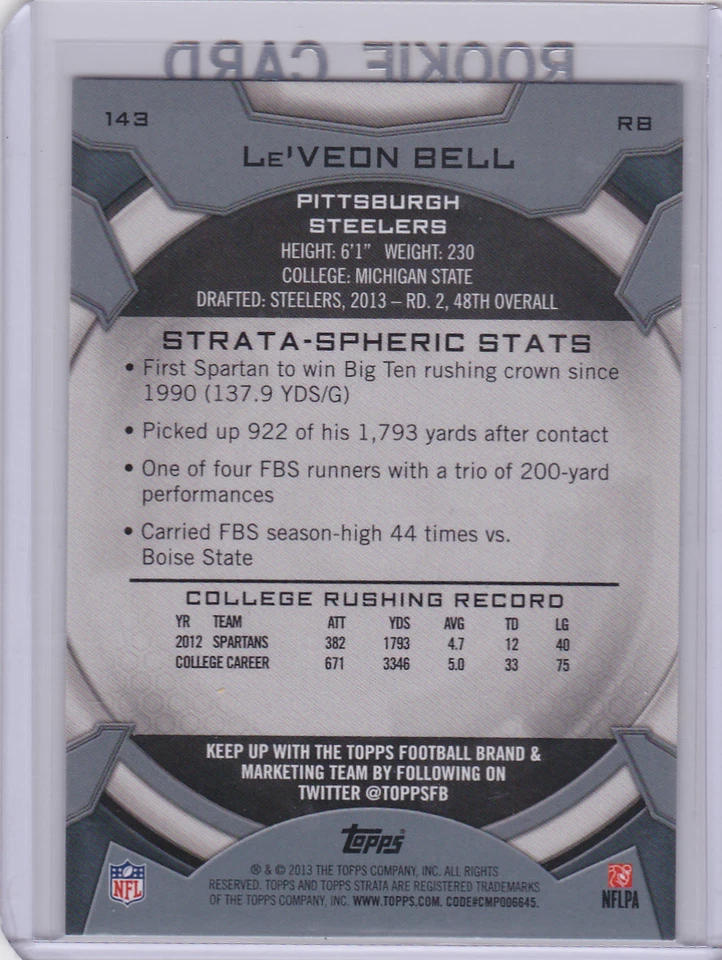 ROOKIE CARD
143
RB
Le'VEON BELL
PITTSBURGH
STEELERS
HEIGHT: 6'1" WEIGHT: 230
COLLEGE: MICHIGAN STATE
DRAFTED: STEELERS, 2013 – RD. 2, 48TH OVERALL
STRATA-SPHERIC STATS
• First Spartan to win Big Ten rushing crown since
1990 (137.9 YDS/G)
• Picked up 922 of his 1,793 yards after contact
• One of four FBS runners with a trio of 200-yard
performances
• Carried FBS season-high 44 times vs.
Boise State
COLLEGE RUSHING RECORD
YR TEAM ATT YDS AVG TD LG
2012 SPARTANS 382 1793 4.7 12 40
COLLEGE CAREER 671 3346 5.0 33 75
KEEP UP WITH THE TOPPS FOOTBALL BRAND &
MARKETING TEAM BY FOLLOWING ON
TWITTER @TOPPSFB
Topps®
® & © 2013 THE TOPPS COMPANY, INC. ALL RIGHTS
RESERVED. TOPPS AND TOPPS STRATA ARE REGISTERED TRADEMARKS
OF THE TOPPS COMPANY, INC. WWW.TOPPS.COM. CODE#CMP006645.
NFL
NFLPA